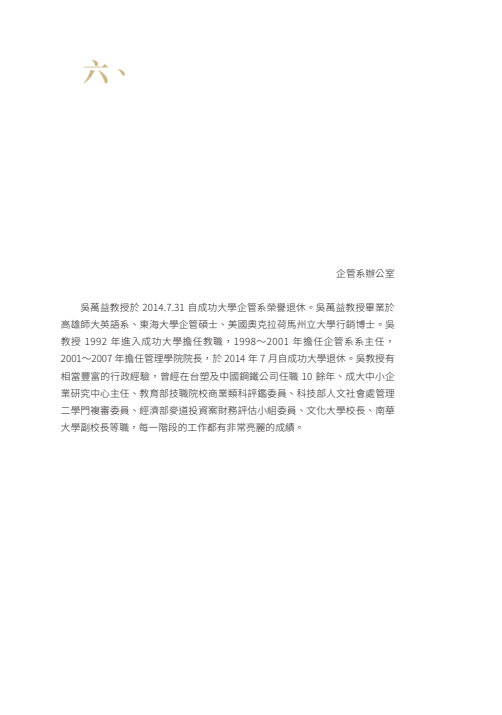 六、
企管系辦公室
吳萬益教授於 2014.7.31 自成功大學企管系榮譽退休。吳萬益教授畢業於
高雄師大英語系、東海大學企管碩士、美國奧克拉荷馬州立大學行銷博士。吳
教授 1992 年進入成功大學擔任教職，1998～2001 年擔任企管系系主任，
2001～2007 年擔任管理學院院長，於 2014 年 7 月自成功大學退休。吳教授有
相當豐富的行政經驗，曾經在台塑及中國鋼鐵公司任職 10 餘年、成大中小企
業研究中心主任、教育部技職院校商業類科評鑑委員、科技部人文社會處管理
二學門複審委員、經濟部麥道投資案財務評估小組委員、文化大學校長、南華
大學副校長等職，每一階段的工作都有非常亮麗的成績。